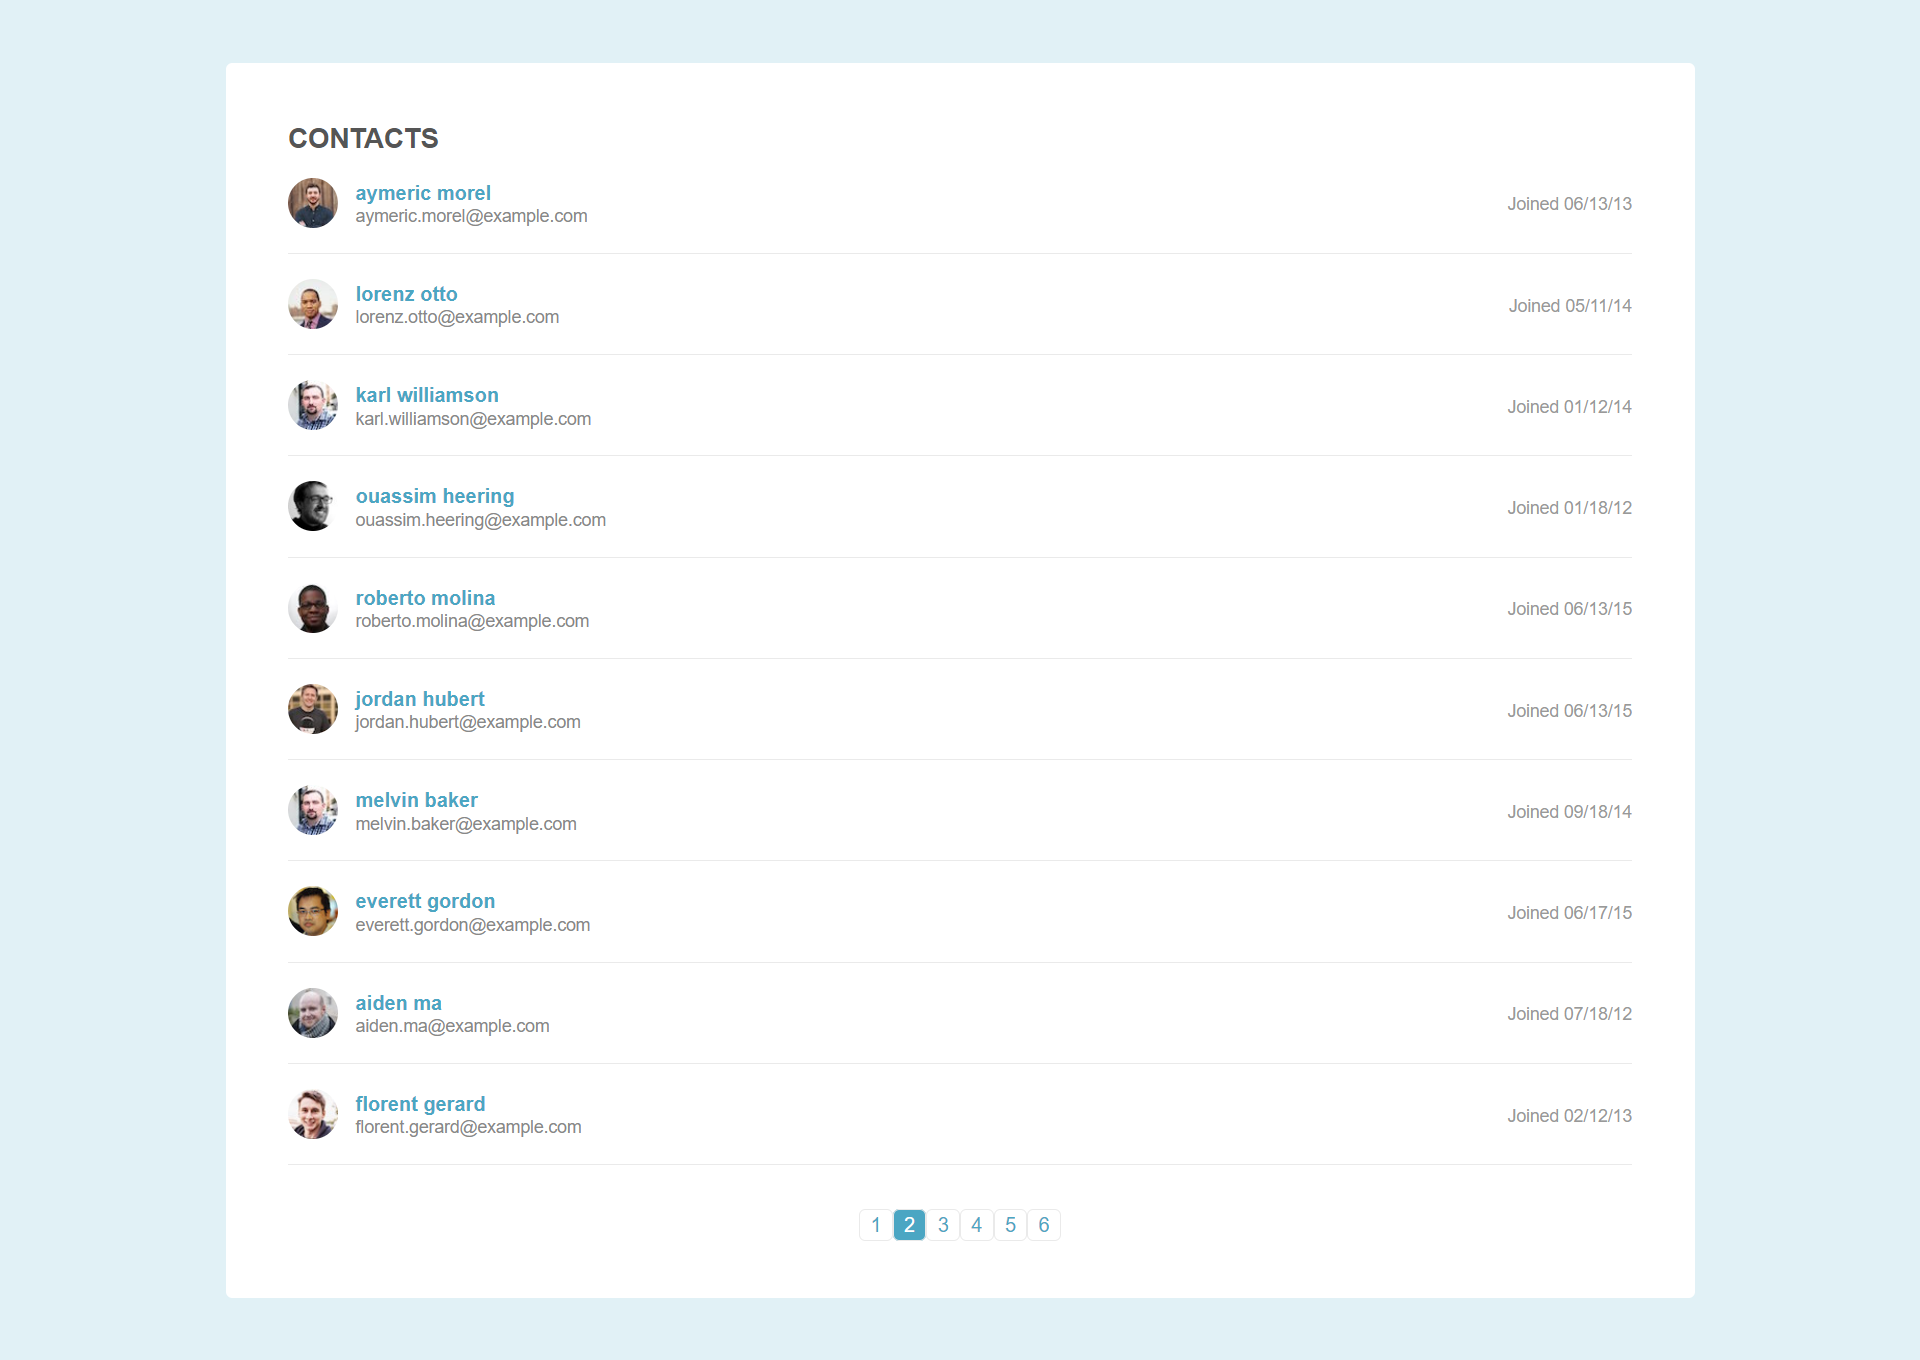 CONTACTS
aymeric morel
aymeric.morel@example.com
Joined 06/13/13
lorenz otto
lorenz.otto@example.com
Joined 05/11/14
karl williamson
karl.williamson@example.com
Joined 01/12/14
ouassim heering
ouassim.heering@example.com
Joined 01/18/12
roberto molina
roberto.molina@example.com
Joined 06/13/15
jordan hubert
jordan.hubert@example.com
Joined 06/13/15
melvin baker
melvin.baker@example.com
Joined 09/18/14
everett gordon
everett.gordon@example.com
Joined 06/17/15
aiden ma
aiden.ma@example.com
Joined 07/18/12
florent gerard
florent.gerard@example.com
Joined 02/12/13
1 2 3 4 5 6